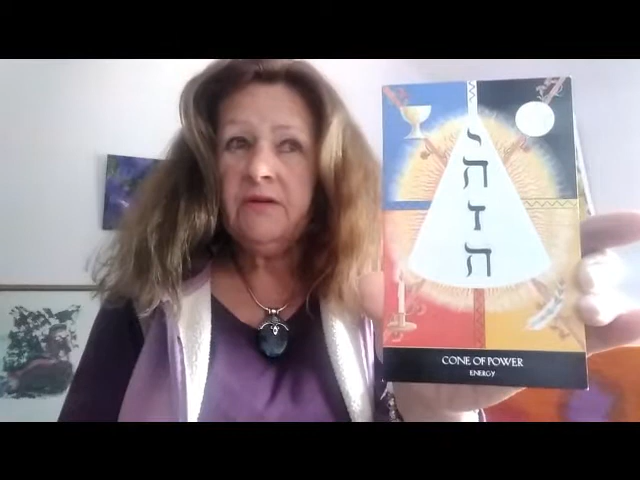 י
ה
ו
ה
CONE OF POWER
ENERGY